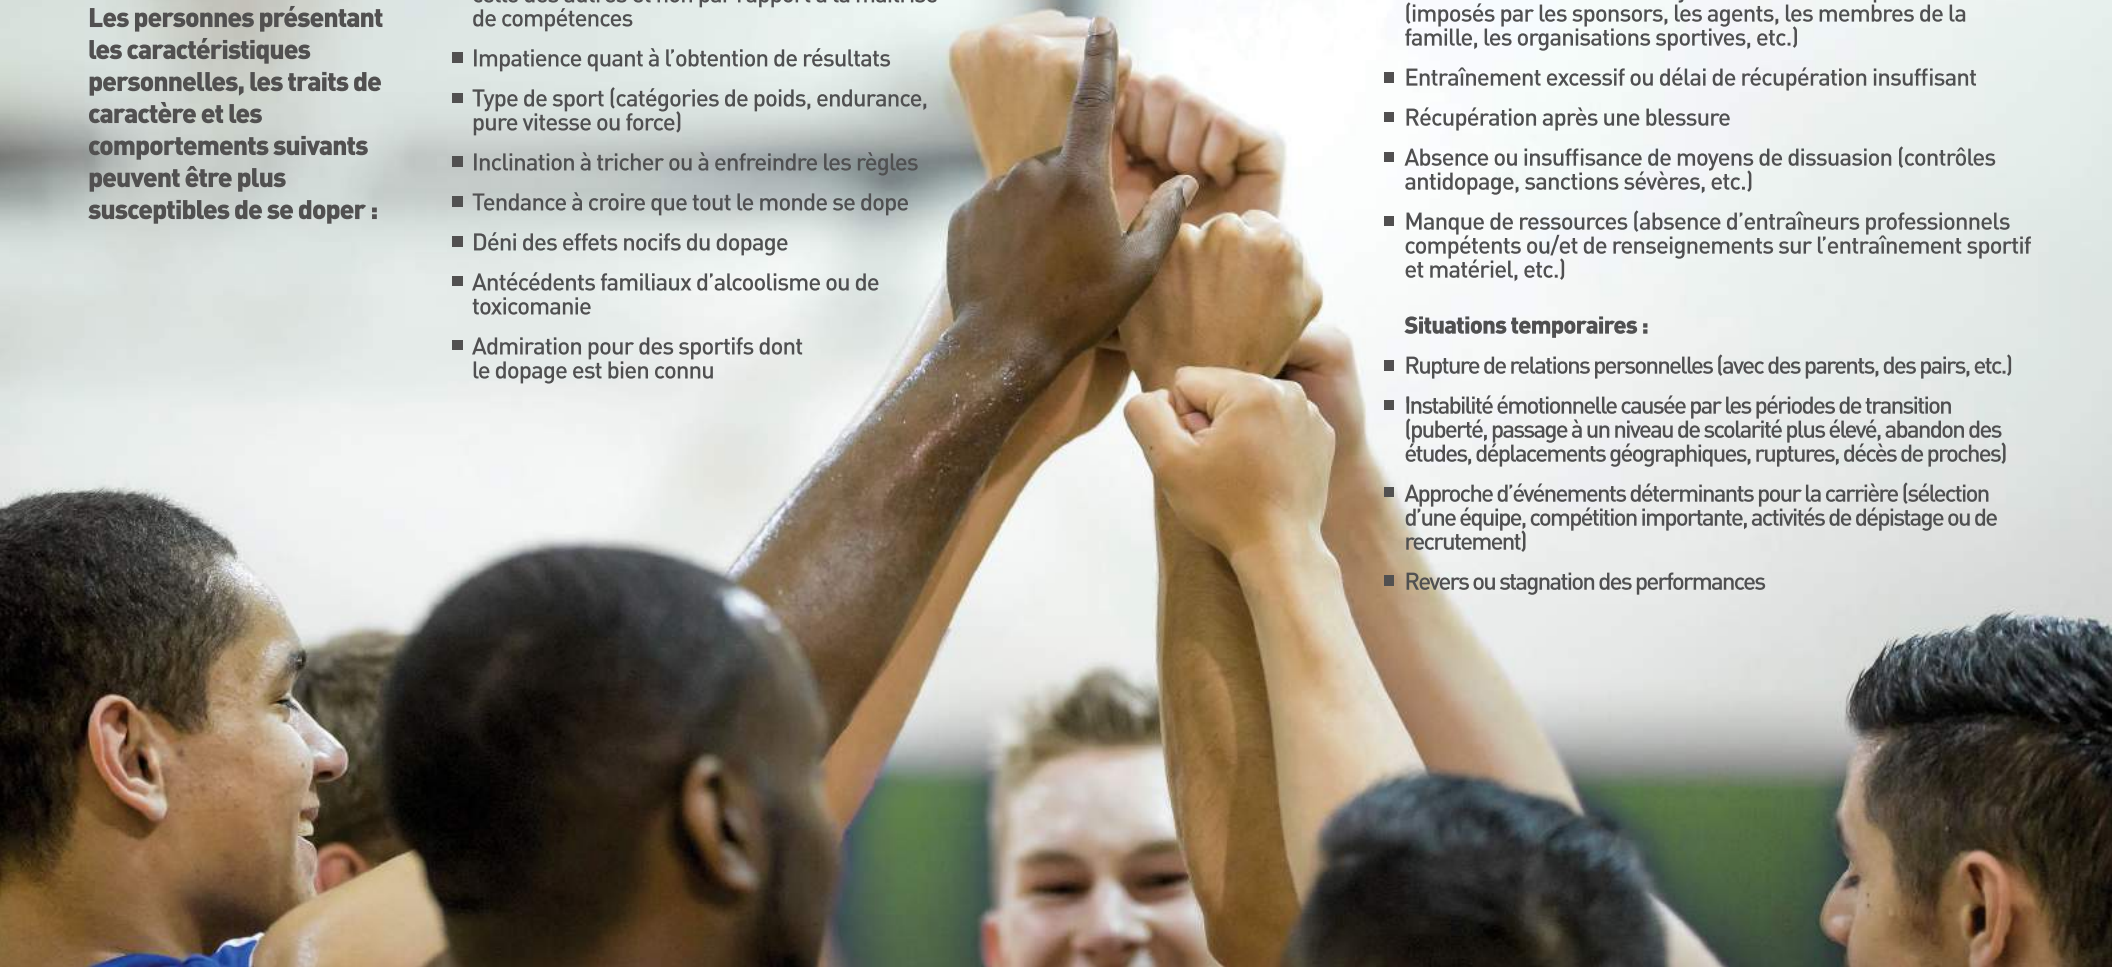 Les personnes présentant
les caractéristiques
personnelles, les traits de
caractère et les
comportements suivants
peuvent être plus
susceptibles de se doper :
de compétences
■ Impatience quant à l'obtention de résultats
■ Type de sport (catégories de poids, endurance,
pure vitesse ou force)
■ Inclination à tricher ou à enfreindre les règles
■ Tendance à croire que tout le monde se dope
■ Déni des effets nocifs du dopage
■ Antécédents familiaux d'alcoolisme ou de
toxicomanie
■ Admiration pour des sportifs dont
le dopage est bien connu
(imposés par les sponsors, les agents, les membres de la
famille, les organisations sportives, etc.)
■ Entraînement excessif ou délai de récupération insuffisant
■ Récupération après une blessure
■ Absence ou insuffisance de moyens de dissuasion (contrôles
antidopage, sanctions sévères, etc.)
■ Manque de ressources (absence d'entraîneurs professionnels
compétents ou/et de renseignements sur l'entraînement sportif
et matériel, etc.)
Situations temporaires :
■ Rupture de relations personnelles (avec des parents, des pairs, etc.)
■ Instabilité émotionnelle causée par les périodes de transition
(puberté, passage à un niveau de scolarité plus élevé, abandon des
études, déplacements géographiques, ruptures, décès de proches)
■ Approche d'événements déterminants pour la carrière (sélection
d'une équipe, compétition importante, activités de dépistage ou de
recrutement)
■ Revers ou stagnation des performances